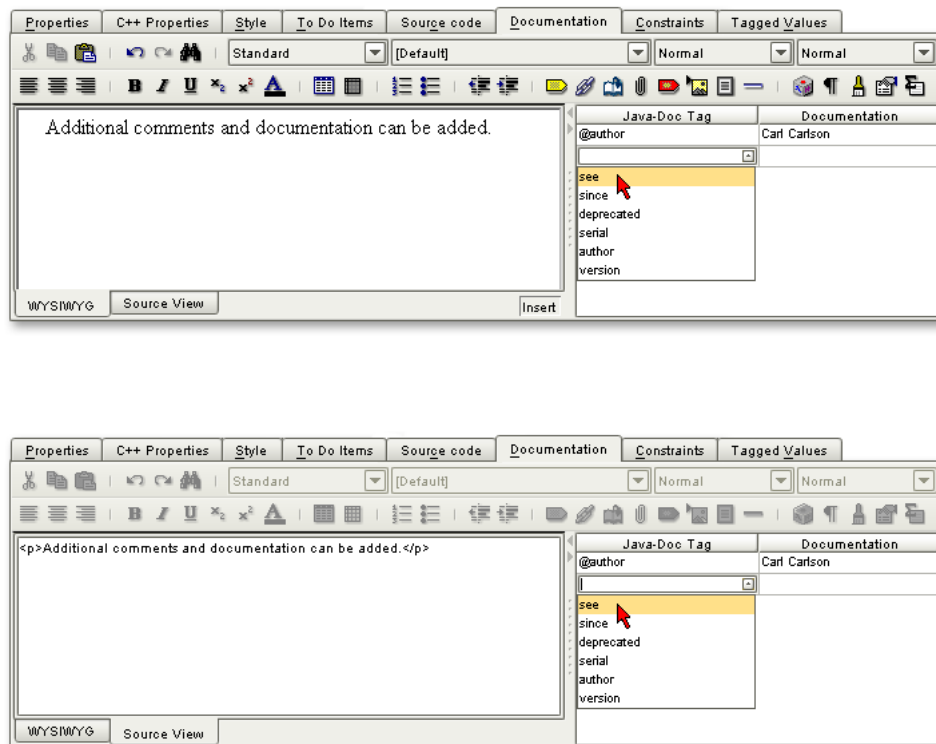 Properties C++ Properties Style To Do Items Source code Documentation Constraints Tagged Values
Standard [Default] Normal Normal
B I U x₂ x² A
Additional comments and documentation can be added.
Java-Doc Tag Documentation
@author Carl Carlson
see
since
deprecated
serial
author
version
WYSIWYG Source View Insert
Properties C++ Properties Style To Do Items Source code Documentation Constraints Tagged Values
Standard [Default] Normal Normal
B I U x₂ x² A
<p>Additional comments and documentation can be added.</p>
Java-Doc Tag Documentation
@author Carl Carlson
see
since
deprecated
serial
author
version
WYSIWYG Source View